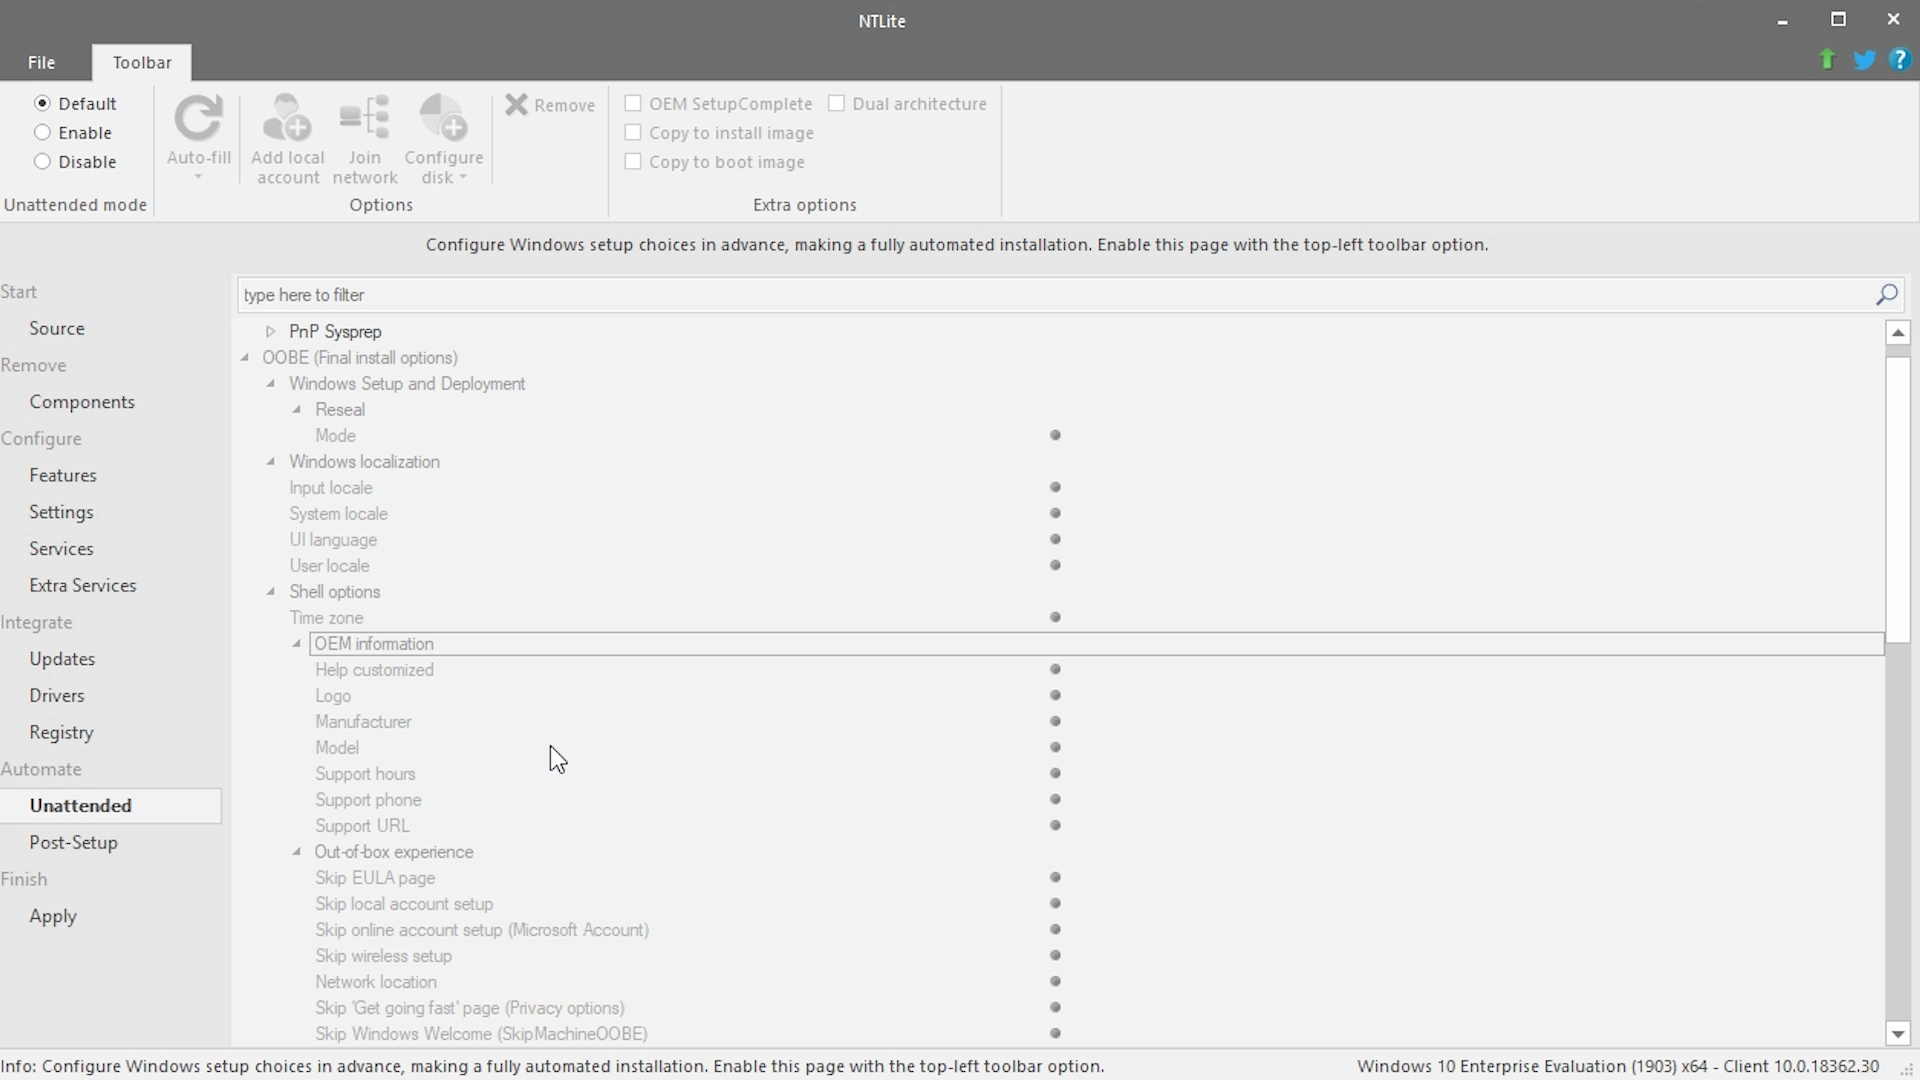 NTLite
File
Toolbar
Default
Enable
Disable
Unattended mode
Auto-fill
Add local
account
Join
network
Configure
disk
Remove
Options
OEM SetupComplete
Dual architecture
Copy to install image
Copy to boot image
Extra options
Configure Windows setup choices in advance, making a fully automated installation. Enable this page with the top-left toolbar option.
Start
Source
Remove
Components
Configure
Features
Settings
Services
Extra Services
Integrate
Updates
Drivers
Registry
Automate
Unattended
Post-Setup
Finish
Apply
type here to filter
PnP Sysprep
OOBE (Final install options)
Windows Setup and Deployment
Reseal
Mode
Windows localization
Input locale
System locale
UI language
User locale
Shell options
Time zone
OEM information
Help customized
Logo
Manufacturer
Model
Support hours
Support phone
Support URL
Out-of-box experience
Skip EULA page
Skip local account setup
Skip online account setup (Microsoft Account)
Skip wireless setup
Network location
Skip 'Get going fast' page (Privacy options)
Skip Windows Welcome (SkipMachineOOBE)
Info: Configure Windows setup choices in advance, making a fully automated installation. Enable this page with the top-left toolbar option.
Windows 10 Enterprise Evaluation (1903) x64 - Client 10.0.18362.30